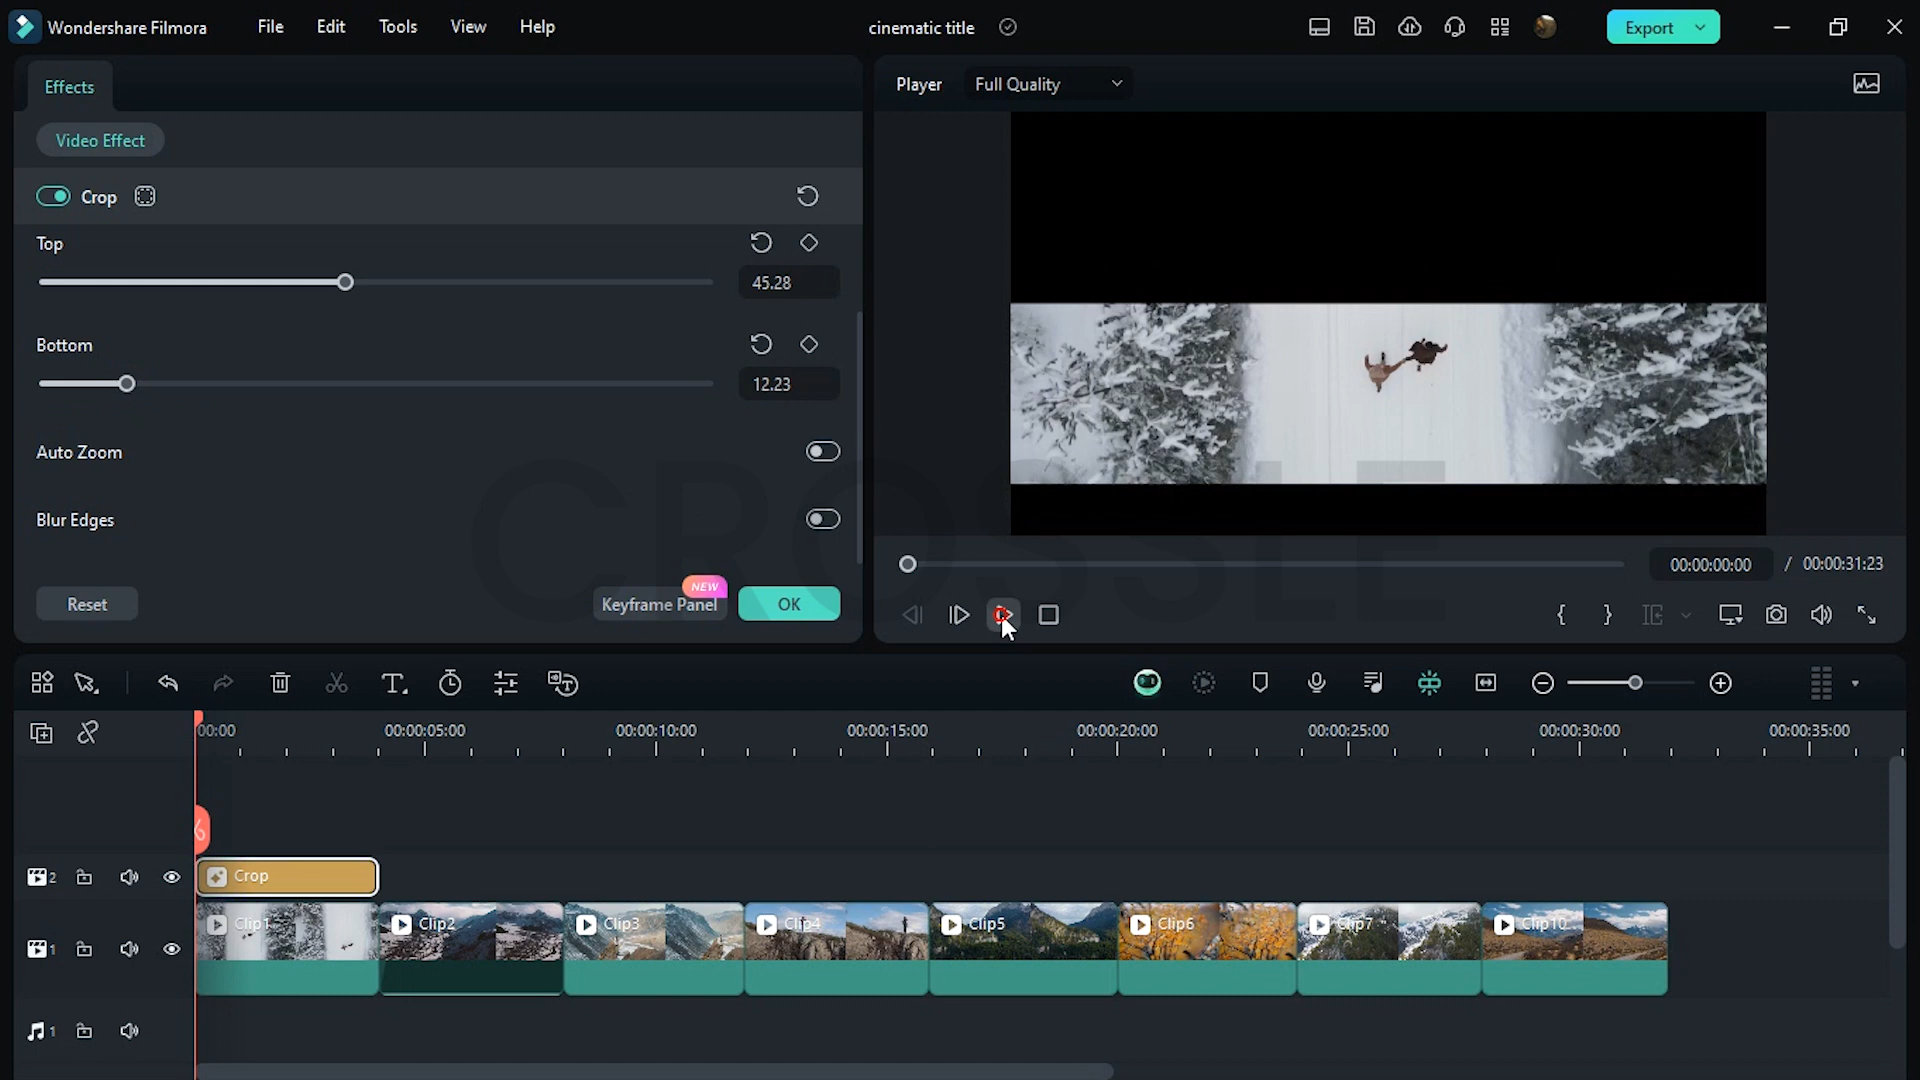 Wondershare Filmora
File
Edit
Tools
View
Help
cinematic title
Export
Effects
Player
Full Quality
Video Effect
Crop
Top
45.28
Bottom
12.23
Auto Zoom
Blur Edges
00:00:00:00 / 00:00:31:23
Reset
NEW
Keyframe Panel
OK
00:00
00:00:05:00
00:00:10:00
00:00:15:00
00:00:20:00
00:00:25:00
00:00:30:00
00:00:35:00
2
Crop
Clip1
Clip2
Clip3
Clip4
Clip5
Clip6
Clip7
Clip10
1
1